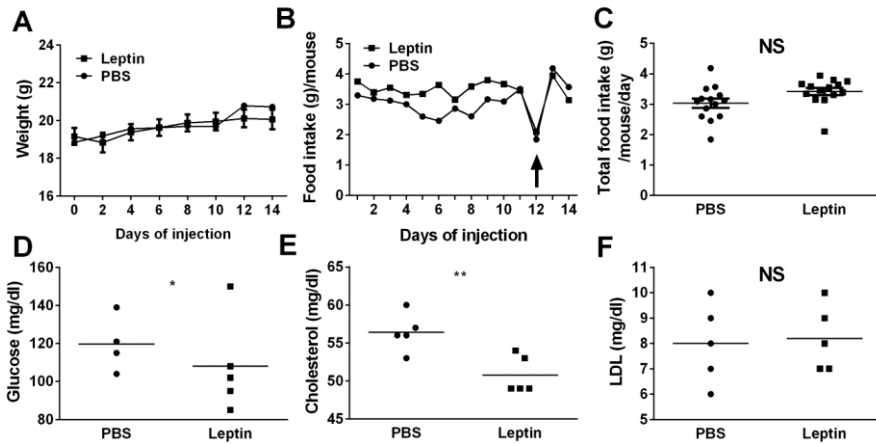 A
Weight (g)
22
20
18
16
Leptin
PBS
0 2 4 6 8 10 12 14
Days of injection
B
Food intake (g)/mouse
5
4
3
2
1
0
Leptin
PBS
2 4 6 8 10 12 14
Days of injection
C
Total food intake (g)
/mouse/day
5
4
3
2
1
0
NS
PBS Leptin
D
Glucose (mg/dl)
160
140
120
100
80
*
PBS Leptin
E
Cholesterol (mg/dl)
65
60
55
50
45
**
PBS Leptin
F
LDL (mg/dl)
11
10
9
8
7
6
5
NS
PBS Leptin